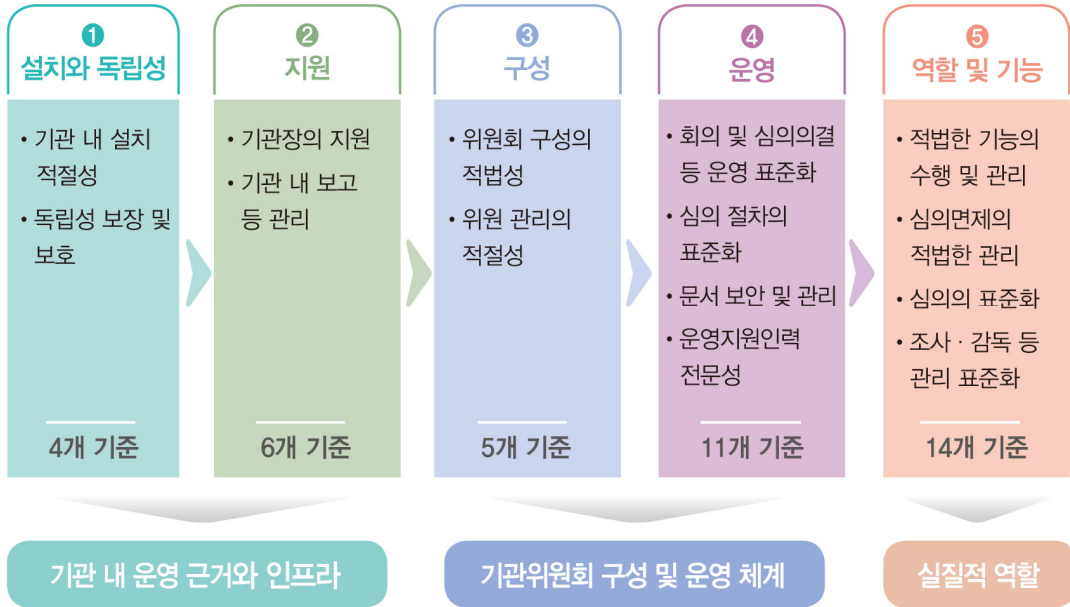 ❶
설치와 독립성
• 기관 내 설치
적절성
• 독립성 보장 및
보호
4개 기준
❷
지원
• 기관장의 지원
• 기관 내 보고
등 관리
6개 기준
❸
구성
• 위원회 구성의
적법성
• 위원 관리의
적절성
5개 기준
❹
운영
• 회의 및 심의의결
등 운영 표준화
• 심의 절차의
표준화
• 문서 보안 및 관리
• 운영지원인력
전문성
11개 기준
❺
역할 및 기능
• 적법한 기능의
수행 및 관리
• 심의면제의
적법한 관리
• 심의의 표준화
• 조사 · 감독 등
관리 표준화
14개 기준
기관 내 운영 근거와 인프라
기관위원회 구성 및 운영 체계
실질적 역할